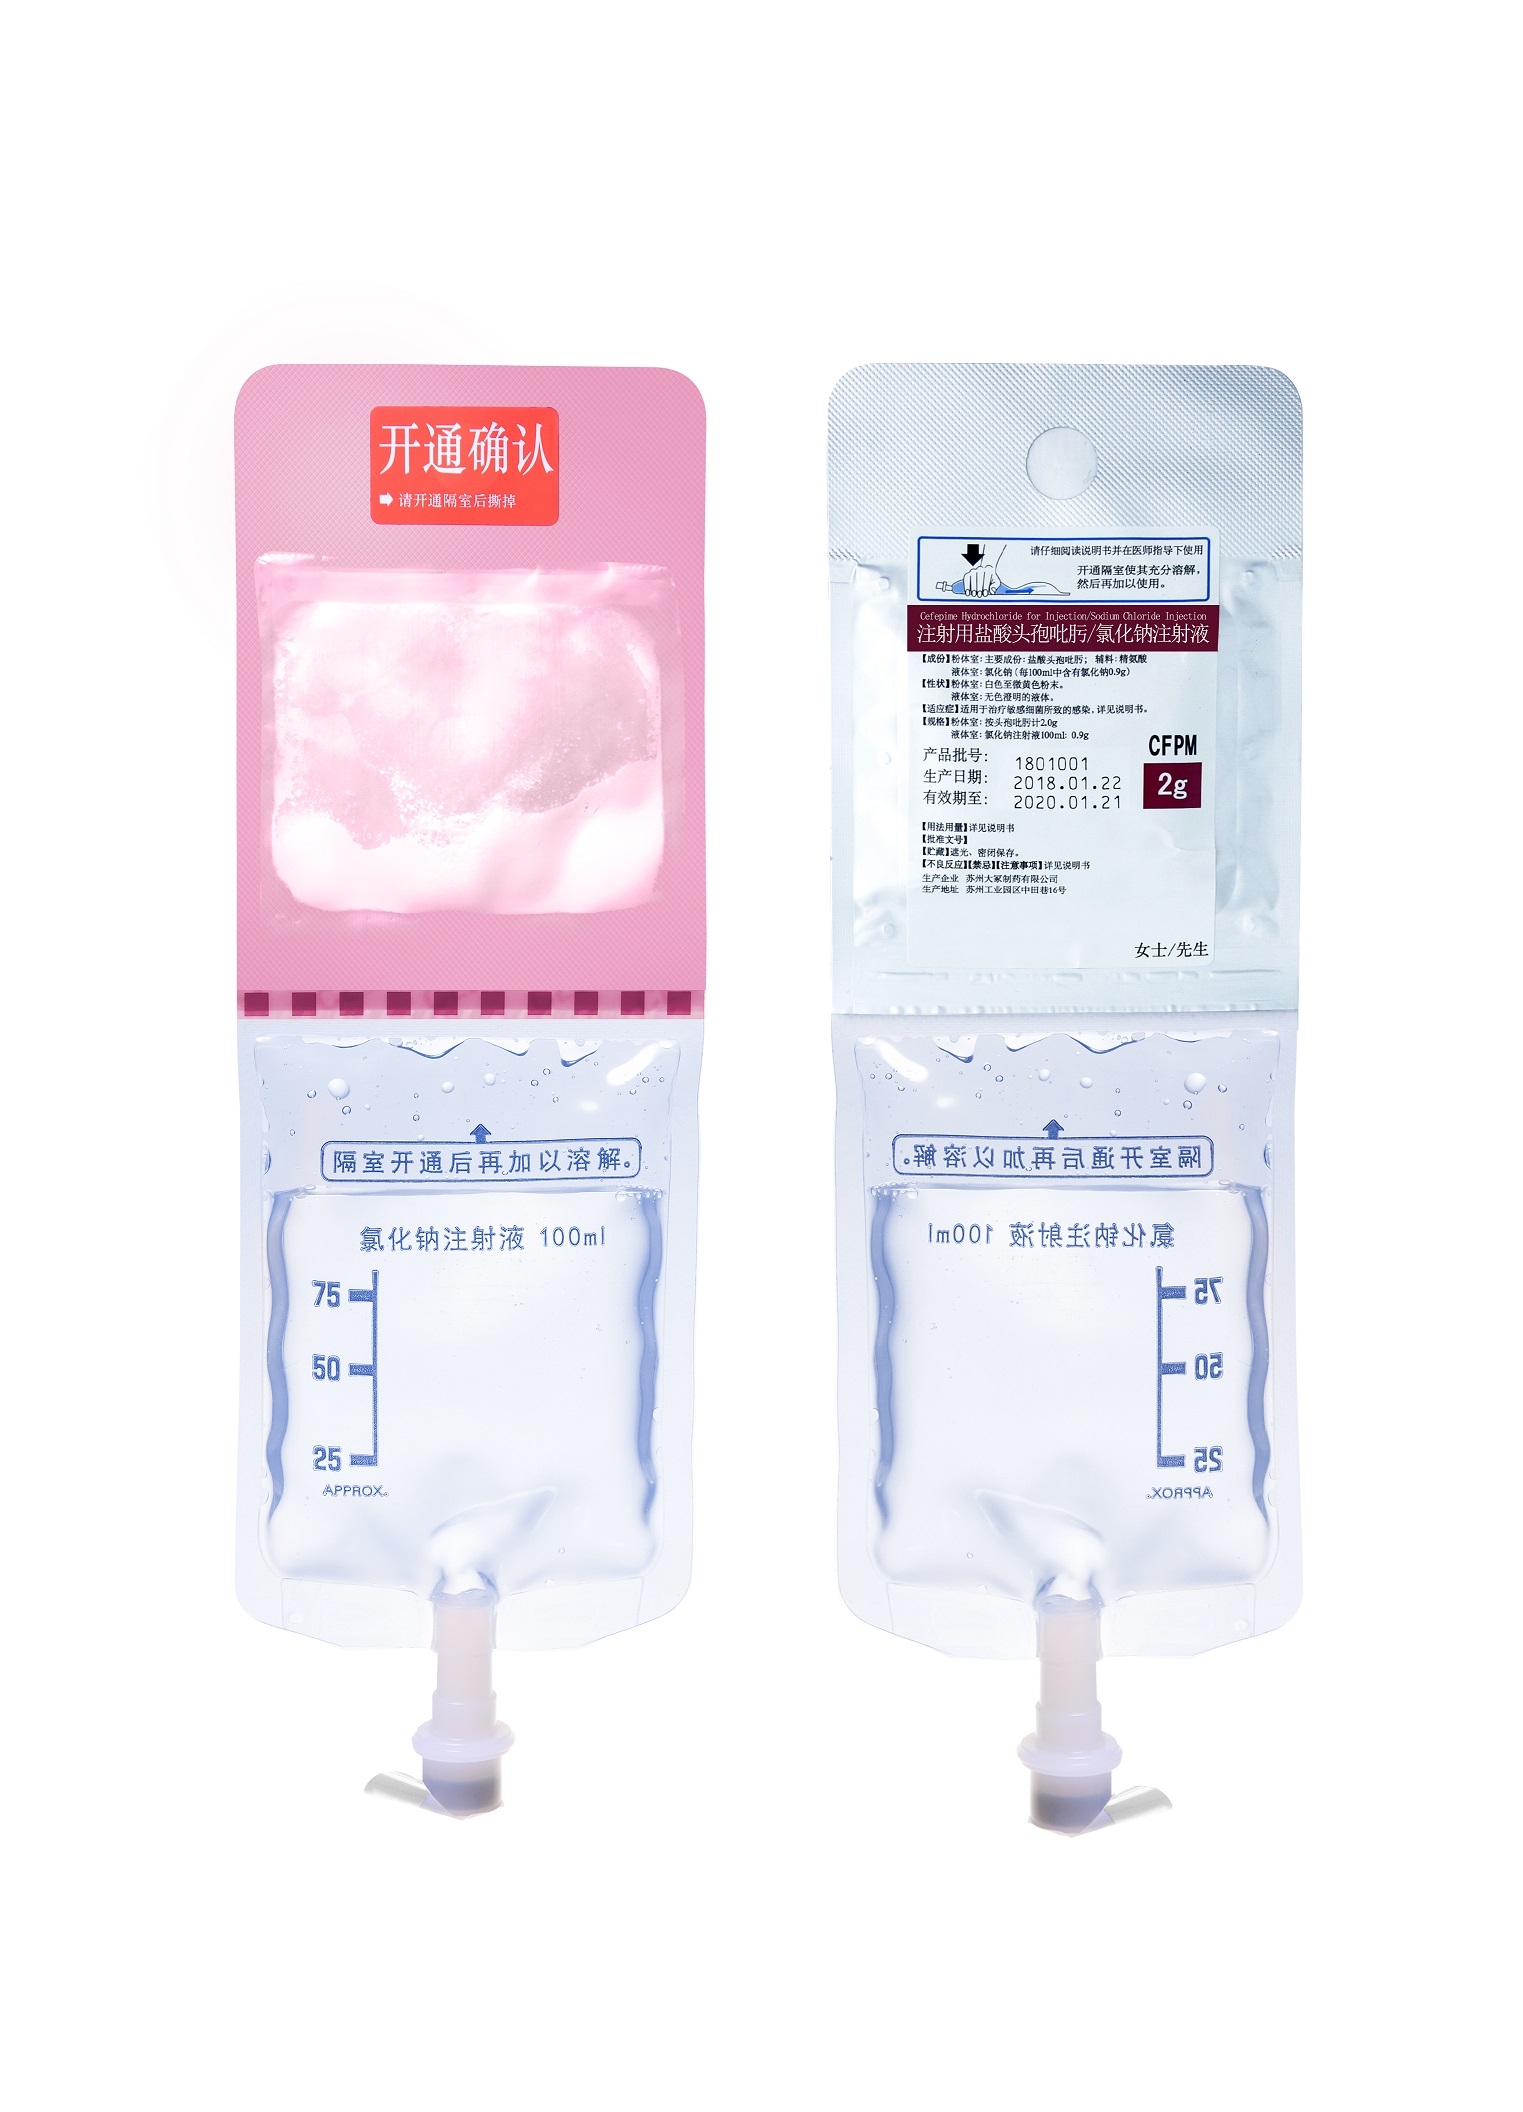 开通确认
请开通隔室后撕掉
隔室开通后再加以溶解。
氯化钠注射液 100ml
75
50
25
APPROX.
请仔细阅读说明书并在医师指导下使用
开通隔室使其充分溶解，
然后再加以使用。
Cefepime Hydrochloride for Injection/Sodium Chloride Injection
注射用盐酸头孢吡肟/氯化钠注射液
【成份】粉体室：主要成份：盐酸头孢吡肟； 辅料：精氨酸
液体室：氯化钠（每100ml中含有氯化钠0.9g）
【性状】粉体室：白色至微黄色粉末。
液体室：无色澄明的液体。
【适应症】适用于治疗敏感细菌所致的感染，详见说明书。
【规格】粉体室：按头孢吡肟计2.0g
液体室：氯化钠注射液100ml：0.9g
CFPM
2g
产品批号： 1801001
生产日期： 2018.01.22
有效期至： 2020.01.21
【用法用量】详见说明书
【批准文号】
【贮藏】遮光、密闭保存。
【不良反应】【禁忌】【注意事项】详见说明书
生产企业 苏州大冢制药有限公司
生产地址 苏州工业园区中田巷16号
女士/先生
隔室开通后再加以溶解。
氯化钠注射液 100ml
75
50
25
APPROX.